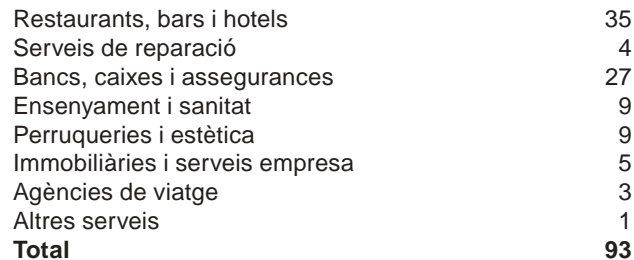 Restaurants, bars i hotels 35
Serveis de reparació 4
Bancs, caixes i assegurances 27
Ensenyament i sanitat 9
Perruqueries i estètica 9
Immobiliàries i serveis empresa 5
Agències de viatge 3
Altres serveis 1
Total 93